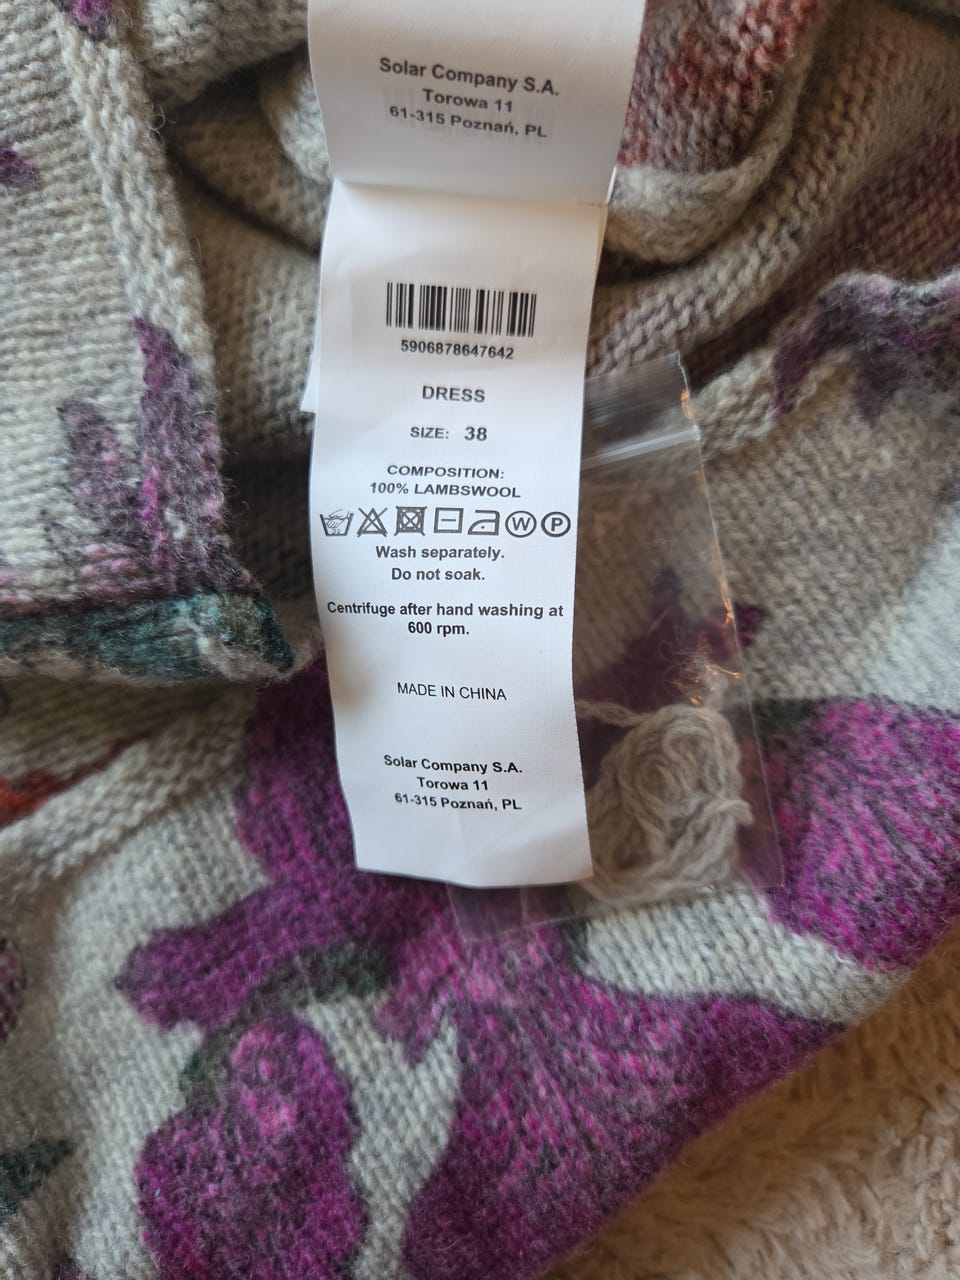 Solar Company S.A.
Torowa 11
61-315 Poznań, PL
5906878647642
DRESS
SIZE: 38
COMPOSITION:
100% LAMBSWOOL
W P
Wash separately.
Do not soak.
Centrifuge after hand washing at
600 rpm.
MADE IN CHINA
Solar Company S.A.
Torowa 11
61-315 Poznań, PL